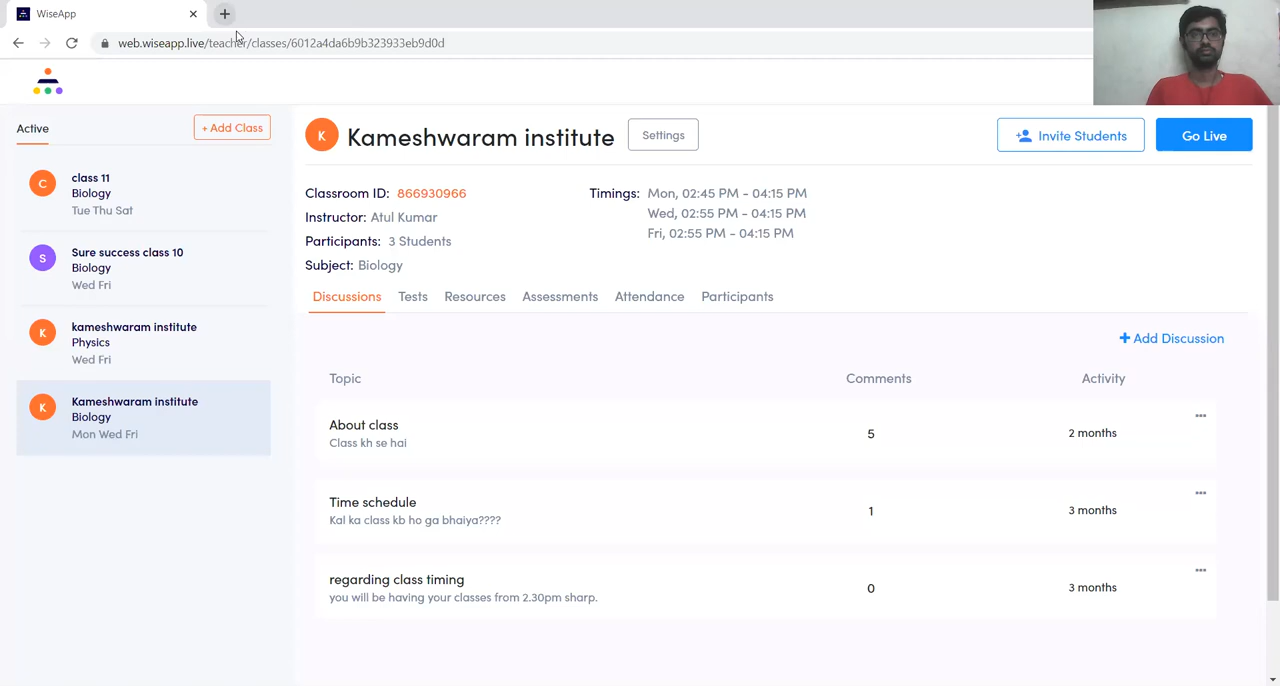 WiseApp
web.wiseapp.live/teacher/classes/6012a4da6b9b323933eb9d0d
Active
+ Add Class
C
class 11
Biology
Tue Thu Sat
S
Sure success class 10
Biology
Wed Fri
K
kameshwaram institute
Physics
Wed Fri
K
Kameshwaram institute
Biology
Mon Wed Fri
K
Kameshwaram institute
Settings
Invite Students
Go Live
Classroom ID: 866930966
Instructor: Atul Kumar
Participants: 3 Students
Subject: Biology
Timings: Mon, 02:45 PM - 04:15 PM
Wed, 02:55 PM - 04:15 PM
Fri, 02:55 PM - 04:15 PM
Discussions Tests Resources Assessments Attendance Participants
+ Add Discussion
Topic Comments Activity
About class
Class kh se hai
5
2 months
Time schedule
Kal ka class kb ho ga bhaiya????
1
3 months
regarding class timing
you will be having your classes from 2.30pm sharp.
0
3 months